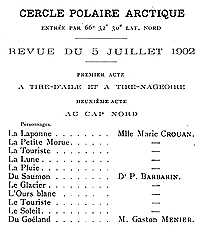 CERCLE POLAIRE ARCTIQUE
ENTRÉE PAR 66° 32' 30" LAT. NORD
REVUE DU 5 JUILLET 1902
PREMIER ACTE
A TIRE-D'AILE ET A TIRE-NAGEOIRE
DEUXIÈME ACTE
AU CAP NORD
Personnages.
La Laponne Mlle Marie CROUAN.
La Petite Morue. —
La Touriste —
La Lune —
La Pluie —
Du Saumon Dr P. BARBARIN.
Le Glacier —
L'Ours blanc —
Le Touriste —
Le Soleil —
Du Goéland M. Gaston MENIER.